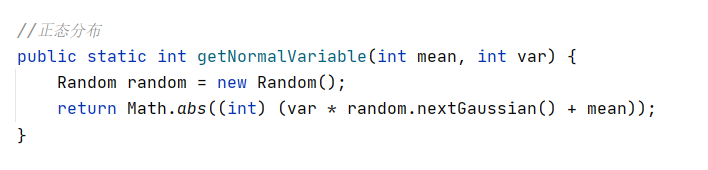 //正态分布
public static int getNormalVariable(int mean, int var) {
    Random random = new Random();
    return Math.abs((int) (var * random.nextGaussian() + mean));
}